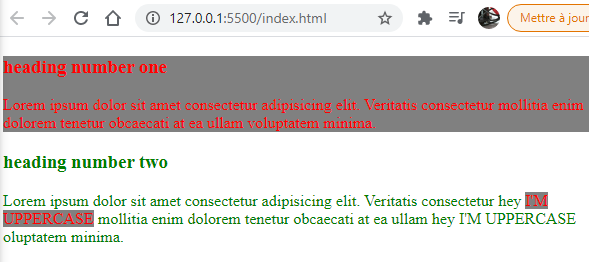 127.0.0.1:5500/index.html
Mettre à jour
heading number one
Lorem ipsum dolor sit amet consectetur adipisicing elit. Veritatis consectetur mollitia enim
dolorem tenetur obcaecati at ea ullam voluptatem minima.
heading number two
Lorem ipsum dolor sit amet consectetur adipisicing elit. Veritatis consectetur hey I'M
UPPERCASE mollitia enim dolorem tenetur obcaecati at ea ullam hey I'M UPPERCASE
oluptatem minima.